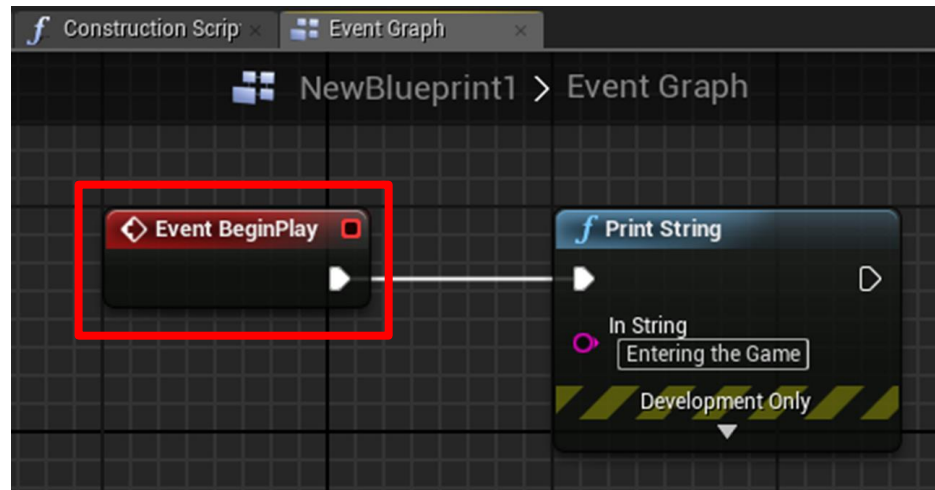 Construction Scrip
Event Graph
NewBlueprint1 > Event Graph
Event BeginPlay
f Print String
In String
Entering the Game
Development Only